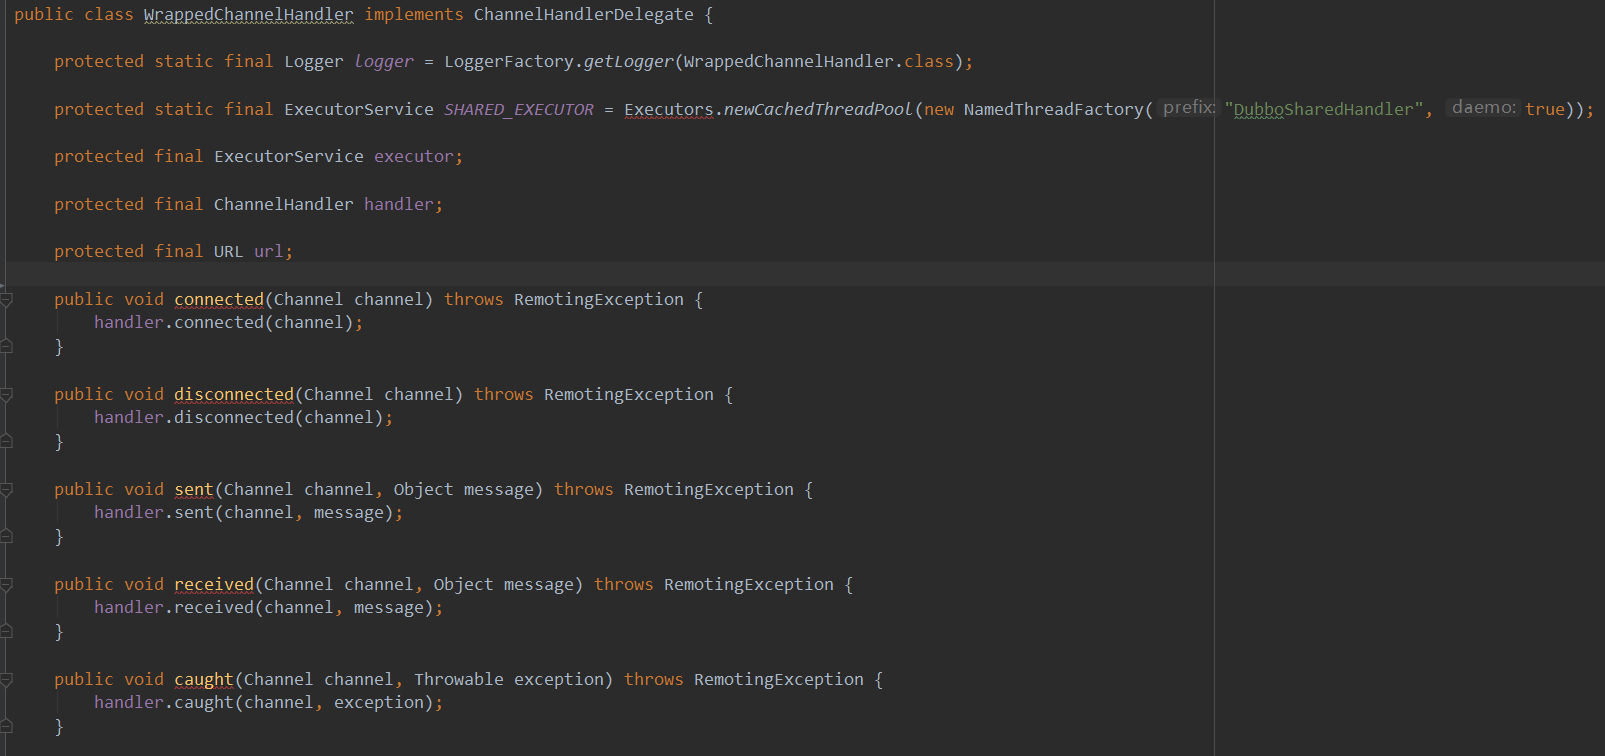 public class WrappedChannelHandler implements ChannelHandlerDelegate {
protected static final Logger logger = LoggerFactory.getLogger(WrappedChannelHandler.class);
protected static final ExecutorService SHARED_EXECUTOR = Executors.newCachedThreadPool(new NamedThreadFactory( prefix: "DubboSharedHandler", daemo: true));
protected final ExecutorService executor;
protected final ChannelHandler handler;
protected final URL url;
public void connected(Channel channel) throws RemotingException {
handler.connected(channel);
}
public void disconnected(Channel channel) throws RemotingException {
handler.disconnected(channel);
}
public void sent(Channel channel, Object message) throws RemotingException {
handler.sent(channel, message);
}
public void received(Channel channel, Object message) throws RemotingException {
handler.received(channel, message);
}
public void caught(Channel channel, Throwable exception) throws RemotingException {
handler.caught(channel, exception);
}